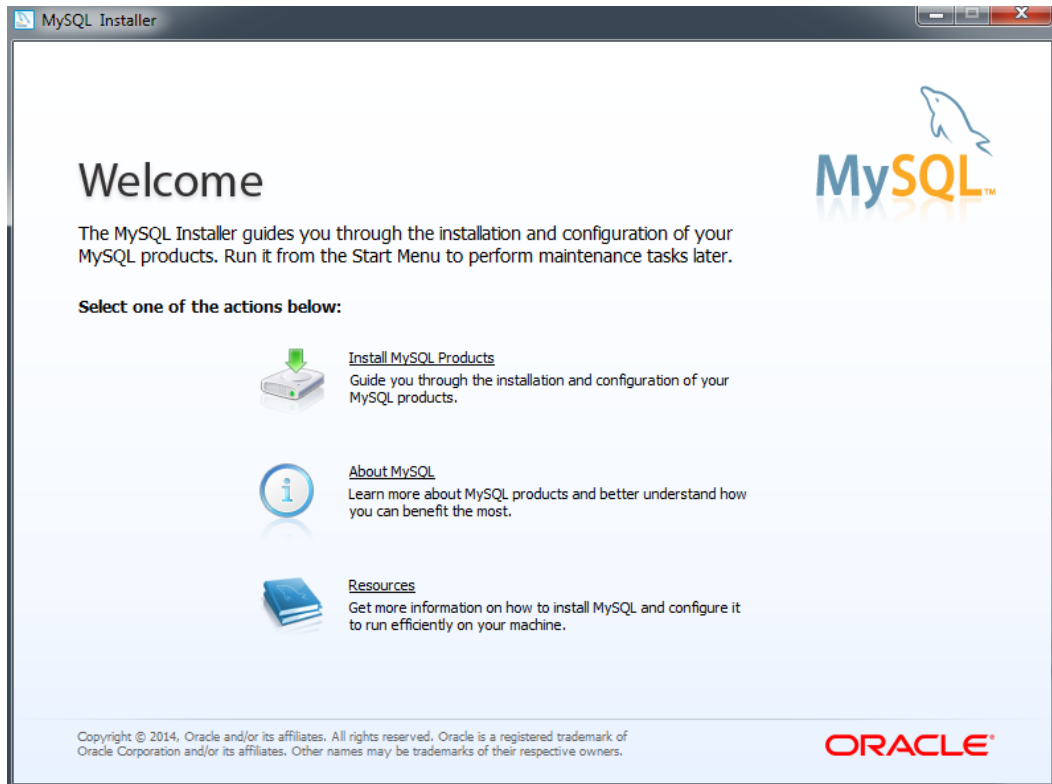 MySQL Installer
MySQL™
Welcome
The MySQL Installer guides you through the installation and configuration of your
MySQL products. Run it from the Start Menu to perform maintenance tasks later.
Select one of the actions below:
Install MySQL Products
Guide you through the installation and configuration of your
MySQL products.
About MySQL
Learn more about MySQL products and better understand how
you can benefit the most.
Resources
Get more information on how to install MySQL and configure it
to run efficiently on your machine.
Copyright © 2014, Oracle and/or its affiliates. All rights reserved. Oracle is a registered trademark of
Oracle Corporation and/or its affiliates. Other names may be trademarks of their respective owners.
ORACLE®